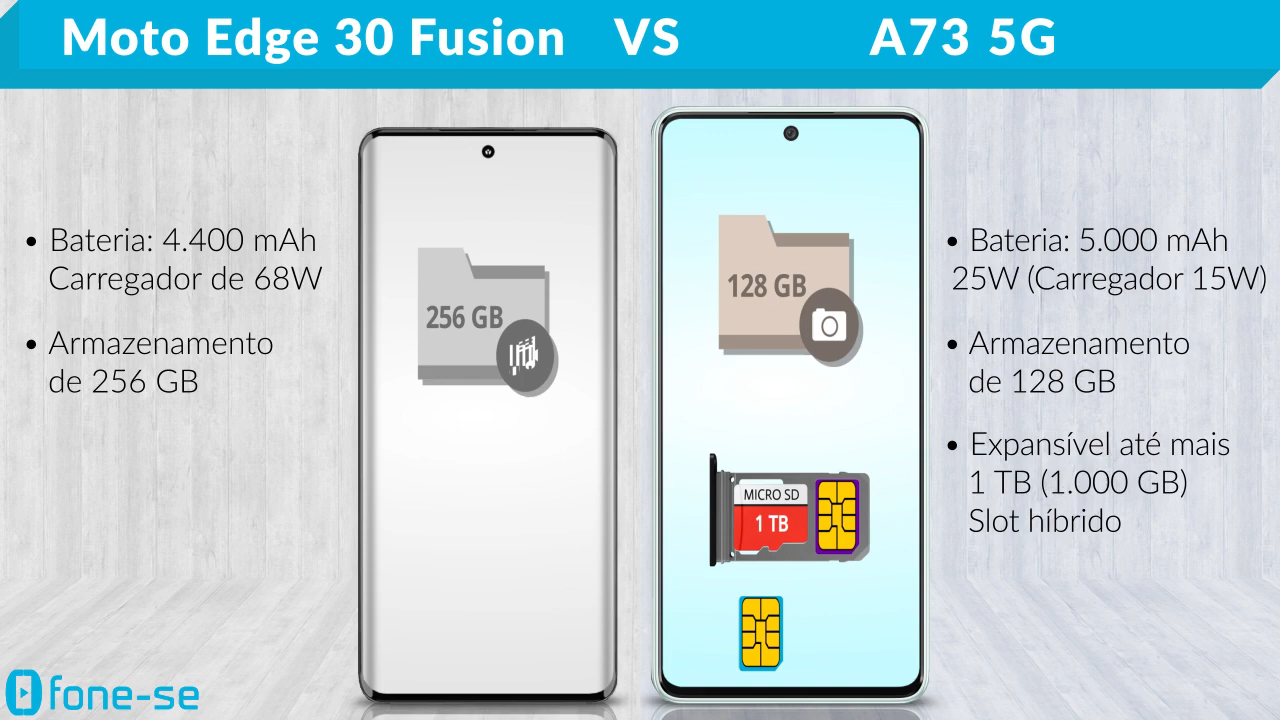 Moto Edge 30 Fusion VS A73 5G
• Bateria: 4.400 mAh
Carregador de 68W
• Armazenamento
de 256 GB
256 GB
128 GB
MICRO SD
1 TB
• Bateria: 5.000 mAh
25W (Carregador 15W)
• Armazenamento
de 128 GB
• Expansível até mais
1 TB (1.000 GB)
Slot híbrido
fone-se